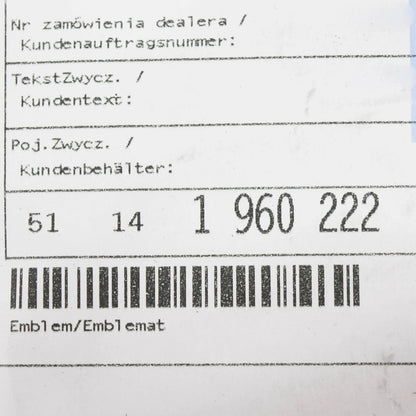 Nr zamówienia dealera /
Kundenauftragsnummer:
TekstZwycz. /
Kundentext:
Poj.Zwycz. /
Kundenbehälter:
51 14 1 960 222
Emblem/Emblemat